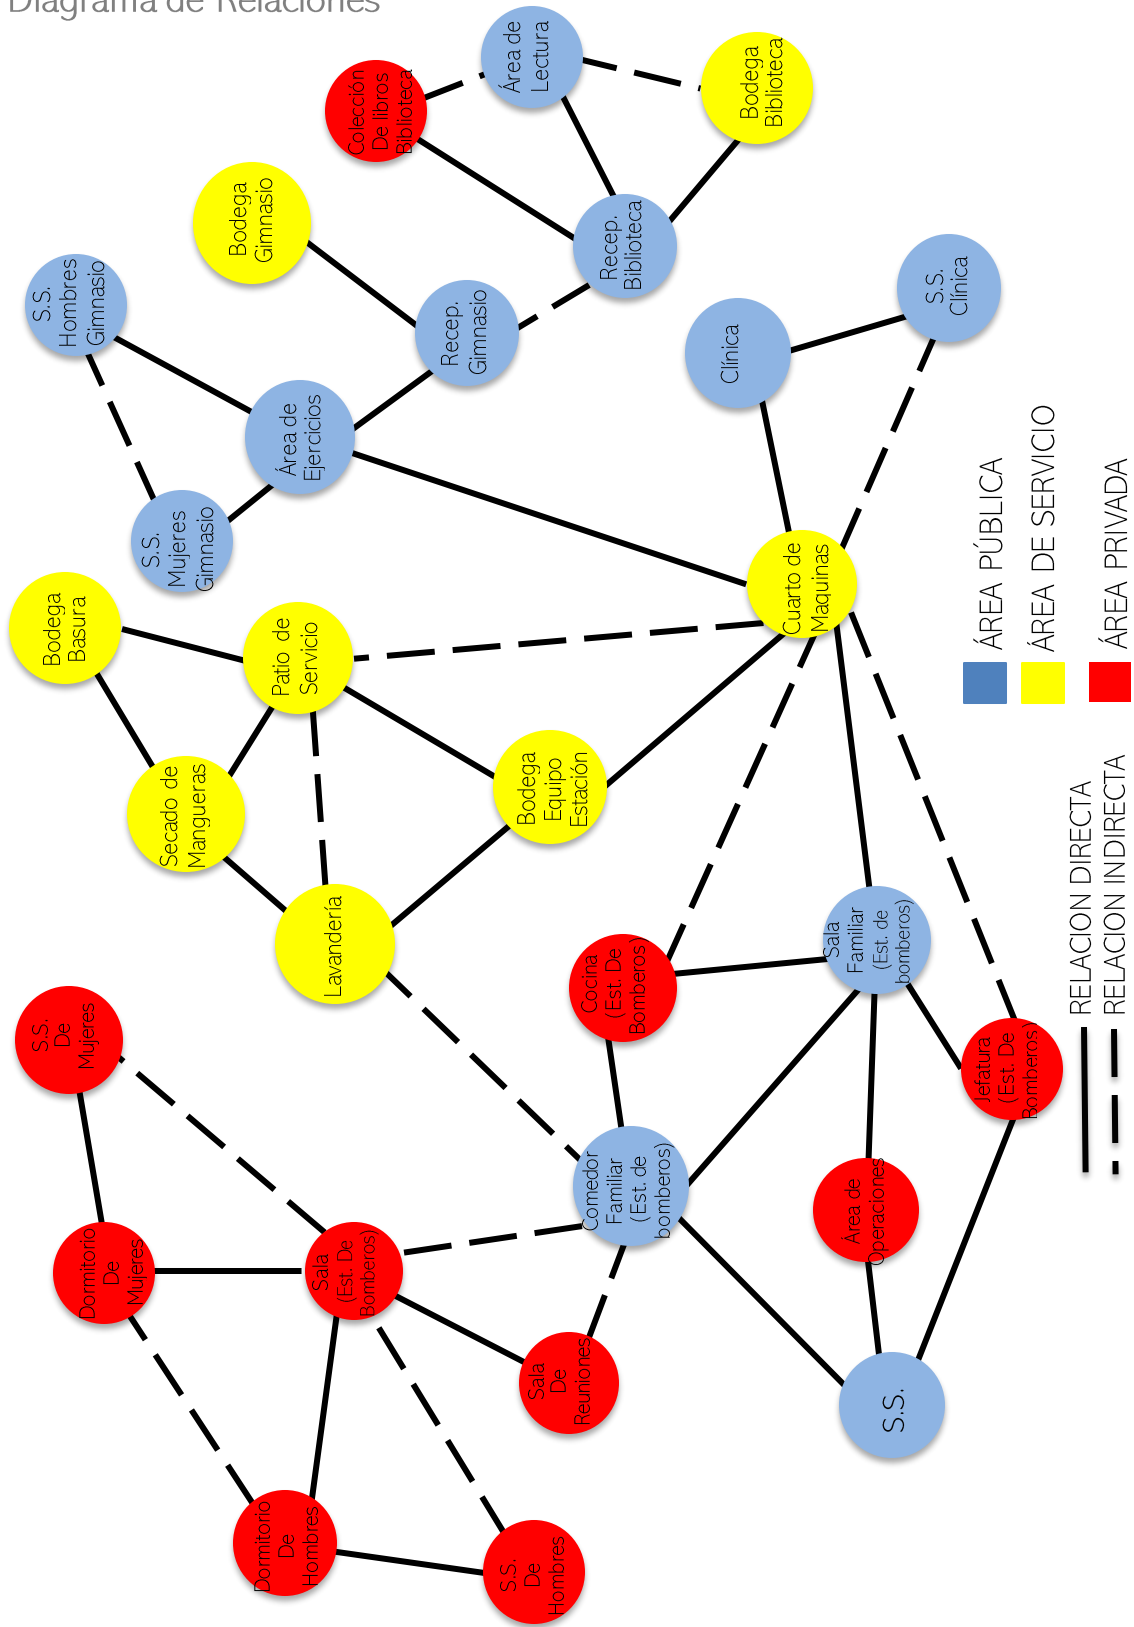 Diagrama de Relaciones
Área de
Lectura
Colección
De libros
Biblioteca
Bodega
Biblioteca
Bodega
Gimnasio
Recep.
Biblioteca
S.S.
Hombres
Gimnasio
Recep.
Gimnasio
S.S.
Clínica
Clínica
Área de
Ejercicios
S.S.
Mujeres
Gimnasio
Cuarto de
Maquinas
Bodega
Basura
Patio de
Servicio
Secado de
Mangueras
Bodega
Equipo
Estación
Lavandería
Sala
Familiar
(Est. de
bomberos)
Cocina
(Est. De
Bomberos)
S.S.
De
Mujeres
Jefatura
(Est. De
Bomberos)
Comedor
Familiar
(Est. de
bomberos)
Área de
Operaciones
Dormitorio
De
Mujeres
Sala
(Est. De
Bomberos)
Sala
De
Reuniones
S.S.
Dormitorio
De
Hombres
S.S.
De
Hombres
ÁREA PÚBLICA
ÁREA DE SERVICIO
ÁREA PRIVADA
RELACION DIRECTA
RELACION INDIRECTA